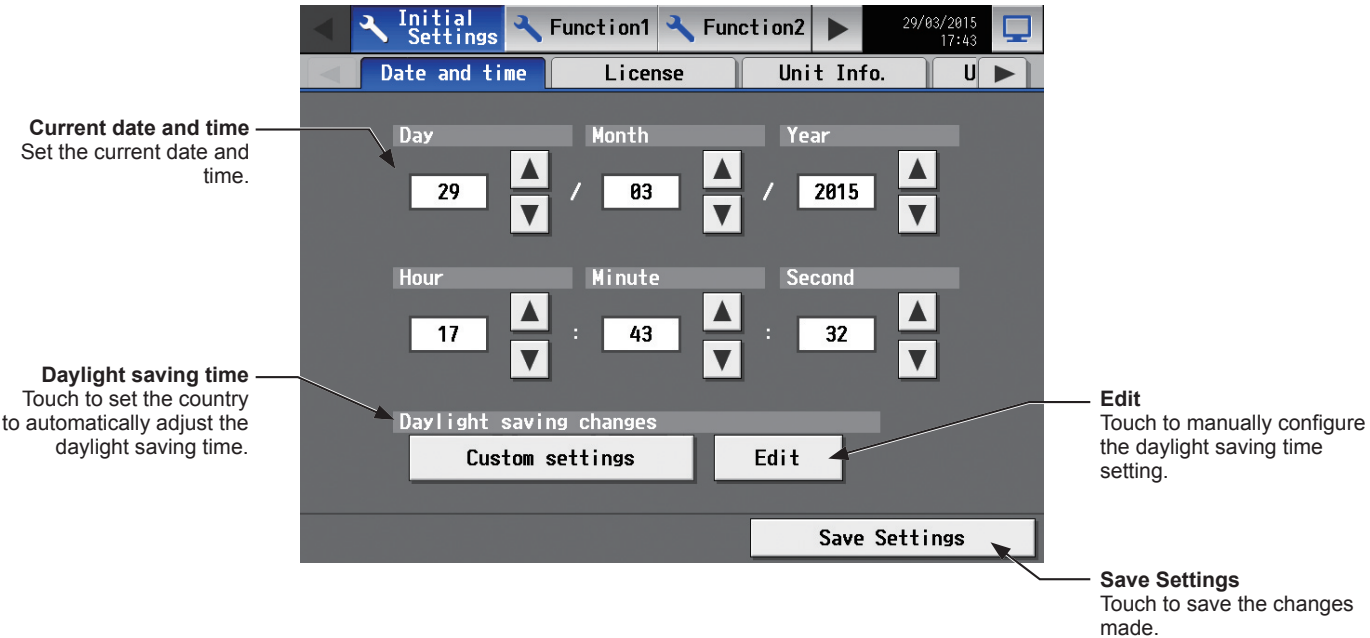 Initial
Settings
Function1
Function2
29/03/2015
17:43
Date and time
License
Unit Info.
U
Current date and time
Set the current date and
time.
Day
Month
Year
29
/
03
/
2015
Hour
Minute
Second
17
:
43
:
32
Daylight saving time
Touch to set the country
to automatically adjust the
daylight saving time.
Daylight saving changes
Custom settings
Edit
Edit
Touch to manually configure
the daylight saving time
setting.
Save Settings
Save Settings
Touch to save the changes
made.